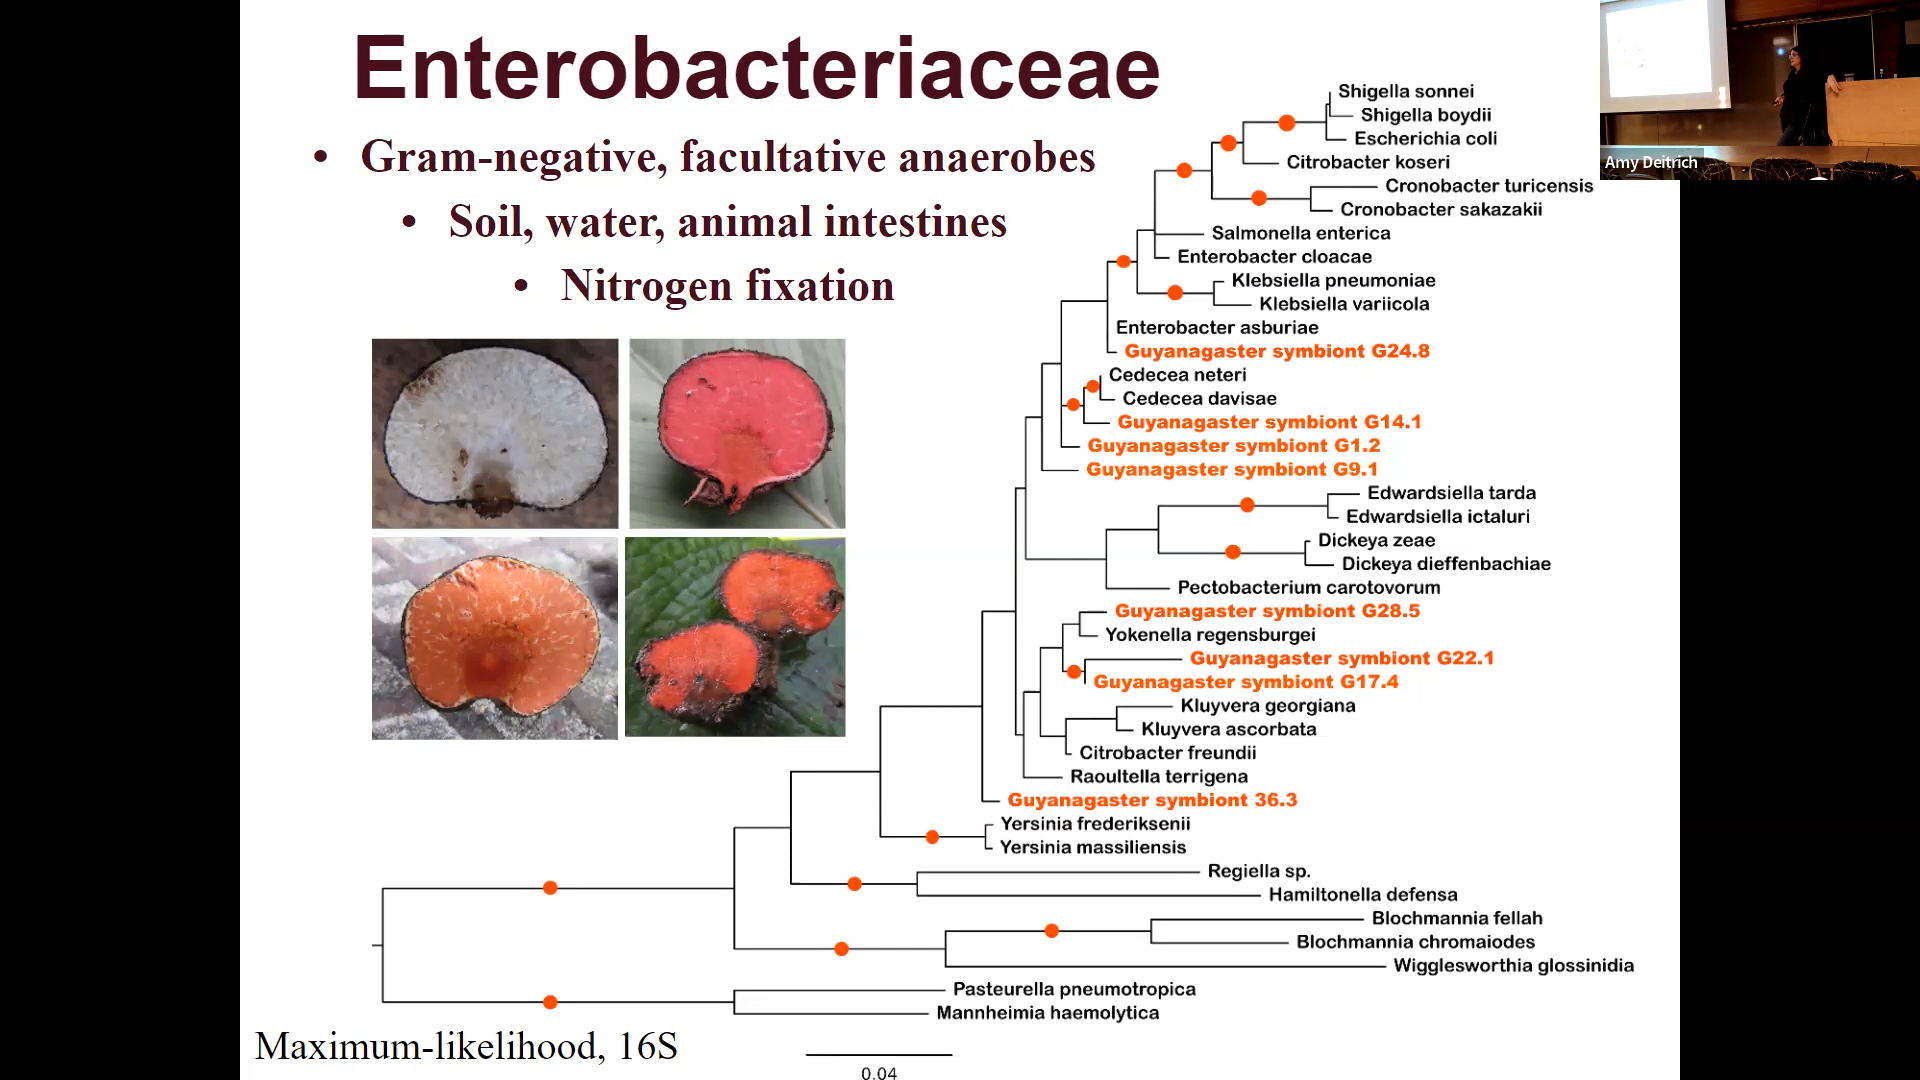 Enterobacteriaceae
• Gram-negative, facultative anaerobes
• Soil, water, animal intestines
• Nitrogen fixation
Shigella sonnei
Shigella boydii
Escherichia coli
Citrobacter koseri
Cronobacter turicensis
Cronobacter sakazakii
Salmonella enterica
Enterobacter cloacae
Klebsiella pneumoniae
Klebsiella variicola
Enterobacter asburiae
Guyanagaster symbiont G24.8
Cedecea neteri
Cedecea davisae
Guyanagaster symbiont G14.1
Guyanagaster symbiont G1.2
Guyanagaster symbiont G9.1
Edwardsiella tarda
Edwardsiella ictaluri
Dickeya zeae
Dickeya dieffenbachiae
Pectobacterium carotovorum
Guyanagaster symbiont G28.5
Yokenella regensburgei
Guyanagaster symbiont G22.1
Guyanagaster symbiont G17.4
Kluyvera georgiana
Kluyvera ascorbata
Citrobacter freundii
Raoultella terrigena
Guyanagaster symbiont 36.3
Yersinia frederiksenii
Yersinia massiliensis
Regiella sp.
Hamiltonella defensa
Blochmannia fellah
Blochmannia chromaiodes
Wigglesworthia glossinidia
Pasteurella pneumotropica
Mannheimia haemolytica
Maximum-likelihood, 16S
0.04
Amy Deitrich